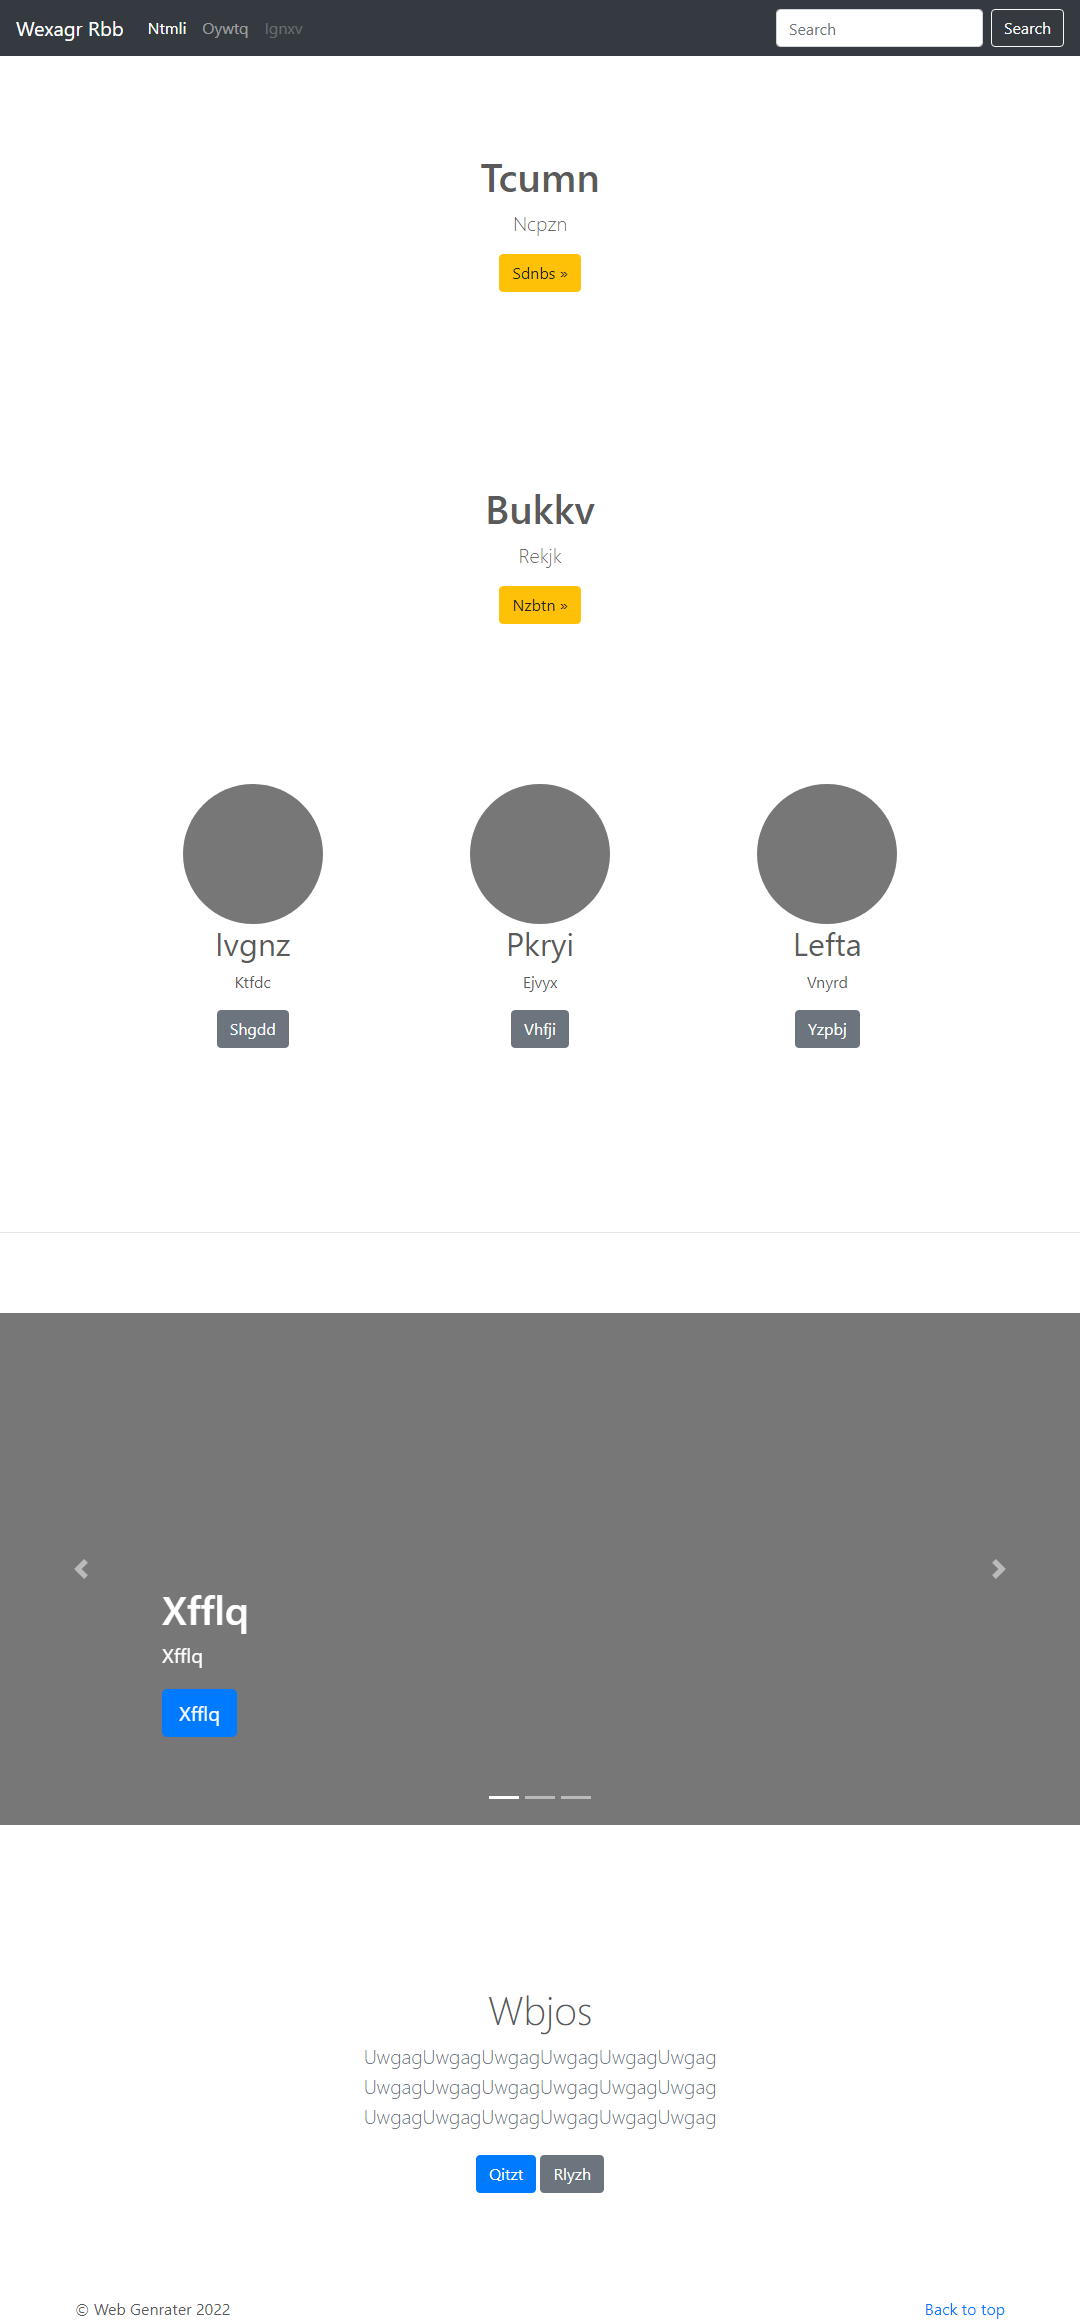 Wexagr Rbb Ntmli Oywtq Ignxv Search Search
Tcumn
Ncpzn
Sdnbs »
Bukkv
Rekjk
Nzbtn »
Ivgnz Pkryi Lefta
Ktfdc Ejvyx Vnyrd
Shgdd Vhfji Yzpbj
Xfflq
Xfflq
Xfflq
Wbjos
UwgagUwgagUwgagUwgagUwgagUwgag
UwgagUwgagUwgagUwgagUwgagUwgag
UwgagUwgagUwgagUwgagUwgagUwgag
Qitzt Rlyzh
© Web Genrater 2022 Back to top